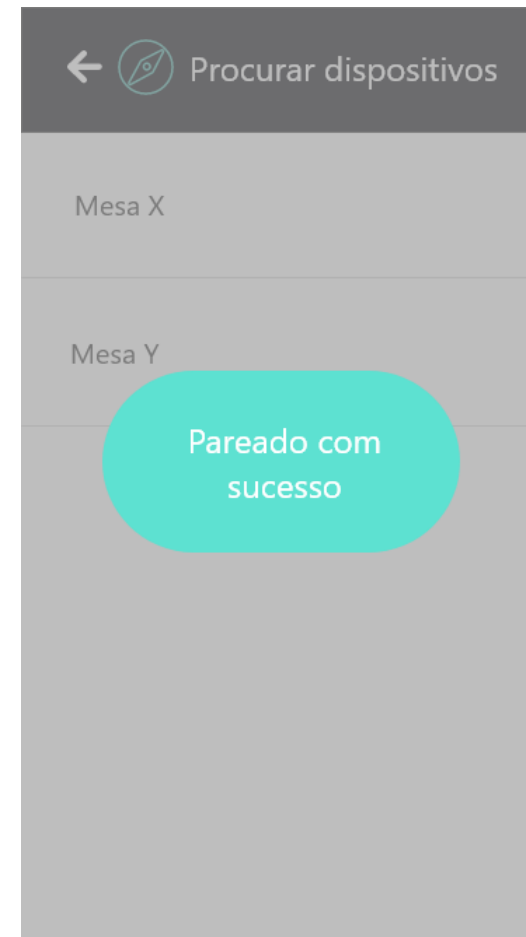 Procurar dispositivos
Mesa X
Mesa Y
Pareado com
sucesso